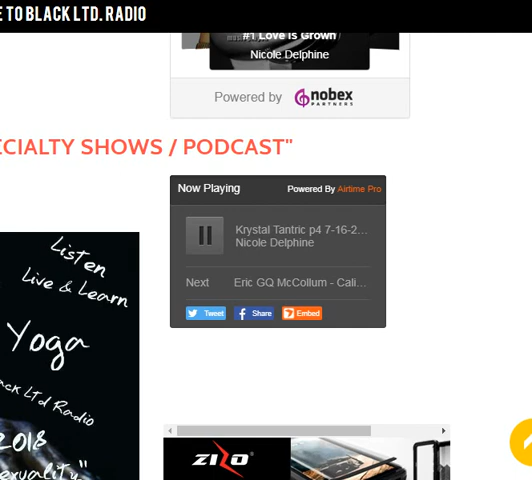 E TO BLACK LTD. RADIO
#1 Love Is Grown
Nicole Delphine
Powered by nobex
PARTNERS
ECIALTY SHOWS / PODCAST"
Now Playing
Powered By Airtime Pro
Krystal Tantric p4 7-16-2...
Nicole Delphine
Next
Eric GQ McCollum - Cali...
Tweet
Share
Embed
Listen
Live & Learn
Yoga
ack Ltd Radio
2018
exuality"
ZIZO